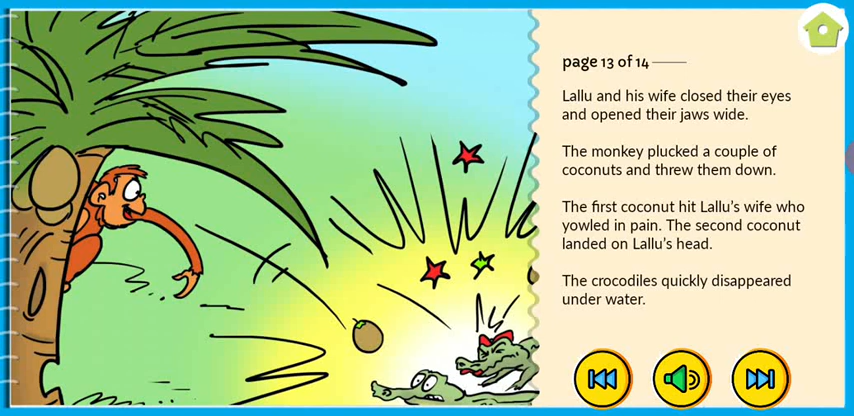 page 13 of 14
Lallu and his wife closed their eyes
and opened their jaws wide.
The monkey plucked a couple of
coconuts and threw them down.
The first coconut hit Lallu's wife who
yowled in pain. The second coconut
landed on Lallu's head.
The crocodiles quickly disappeared
under water.